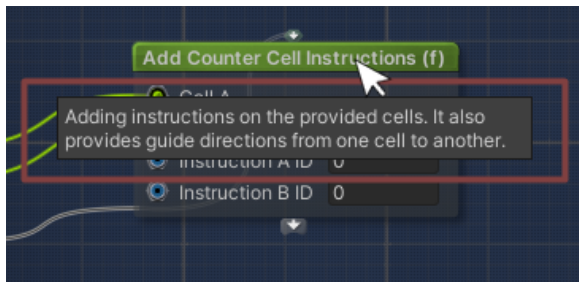 Add Counter Cell Instructions (f)
Cell A
Adding instructions on the provided cells. It also
provides guide directions from one cell to another.
Instruction A ID 0
Instruction B ID 0